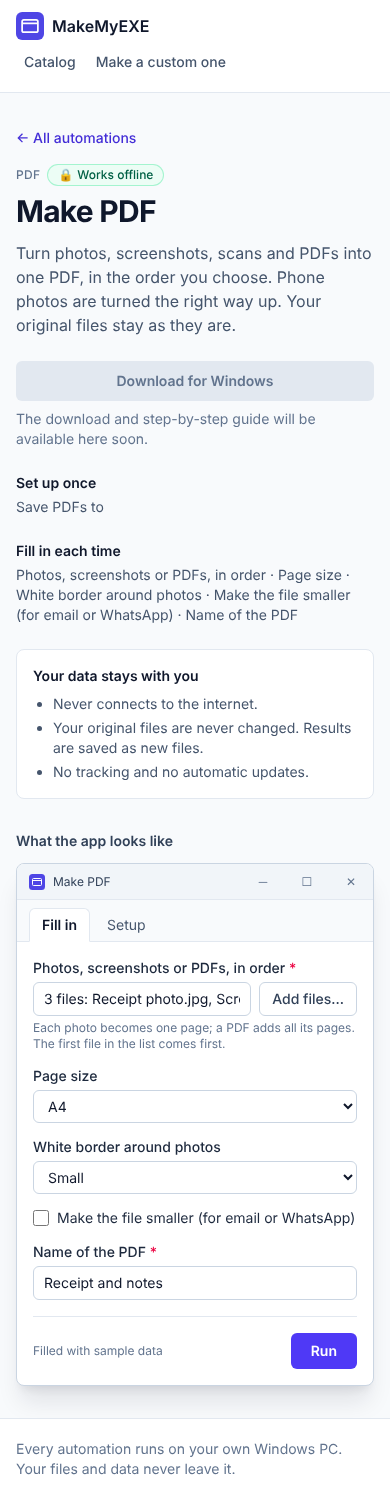 MakeMyEXE
Catalog Make a custom one
← All automations
PDF 🔒 Works offline
Make PDF
Turn photos, screenshots, scans and PDFs into
one PDF, in the order you choose. Phone
photos are turned the right way up. Your
original files stay as they are.
Download for Windows
The download and step-by-step guide will be
available here soon.
Set up once
Save PDFs to
Fill in each time
Photos, screenshots or PDFs, in order · Page size ·
White border around photos · Make the file smaller
(for email or WhatsApp) · Name of the PDF
Your data stays with you
• Never connects to the internet.
• Your original files are never changed. Results
are saved as new files.
• No tracking and no automatic updates.
What the app looks like
Make PDF
Fill in Setup
Photos, screenshots or PDFs, in order *
3 files: Receipt photo.jpg, Scre Add files...
Each photo becomes one page; a PDF adds all its pages.
The first file in the list comes first.
Page size
A4
White border around photos
Small
Make the file smaller (for email or WhatsApp)
Name of the PDF *
Receipt and notes
Filled with sample data Run
Every automation runs on your own Windows PC.
Your files and data never leave it.